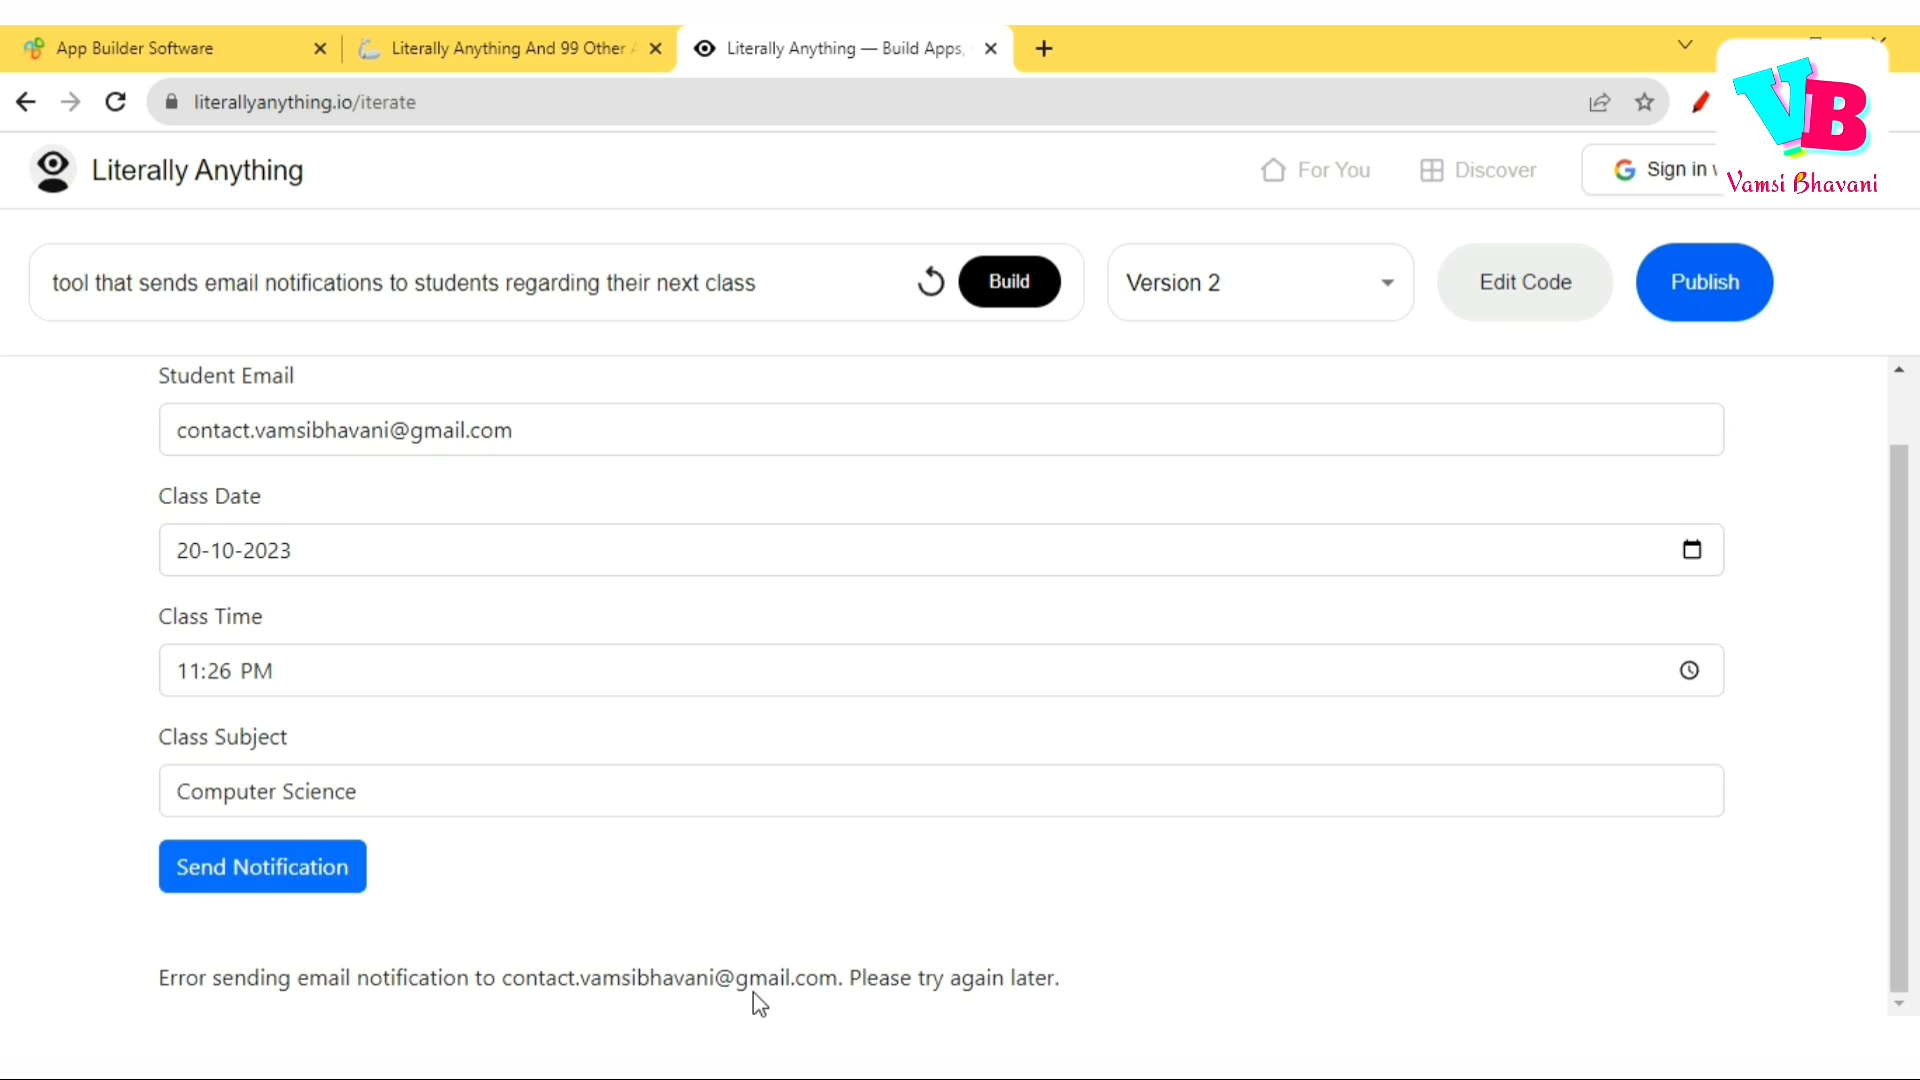 App Builder Software
Literally Anything And 99 Other
Literally Anything — Build Apps,
literallyanything.io/iterate
VB
Vamsi Bhavani
Literally Anything
For You
Discover
Sign in
tool that sends email notifications to students regarding their next class
Build
Version 2
Edit Code
Publish
Student Email
contact.vamsibhavani@gmail.com
Class Date
20-10-2023
Class Time
11:26 PM
Class Subject
Computer Science
Send Notification
Error sending email notification to contact.vamsibhavani@gmail.com. Please try again later.